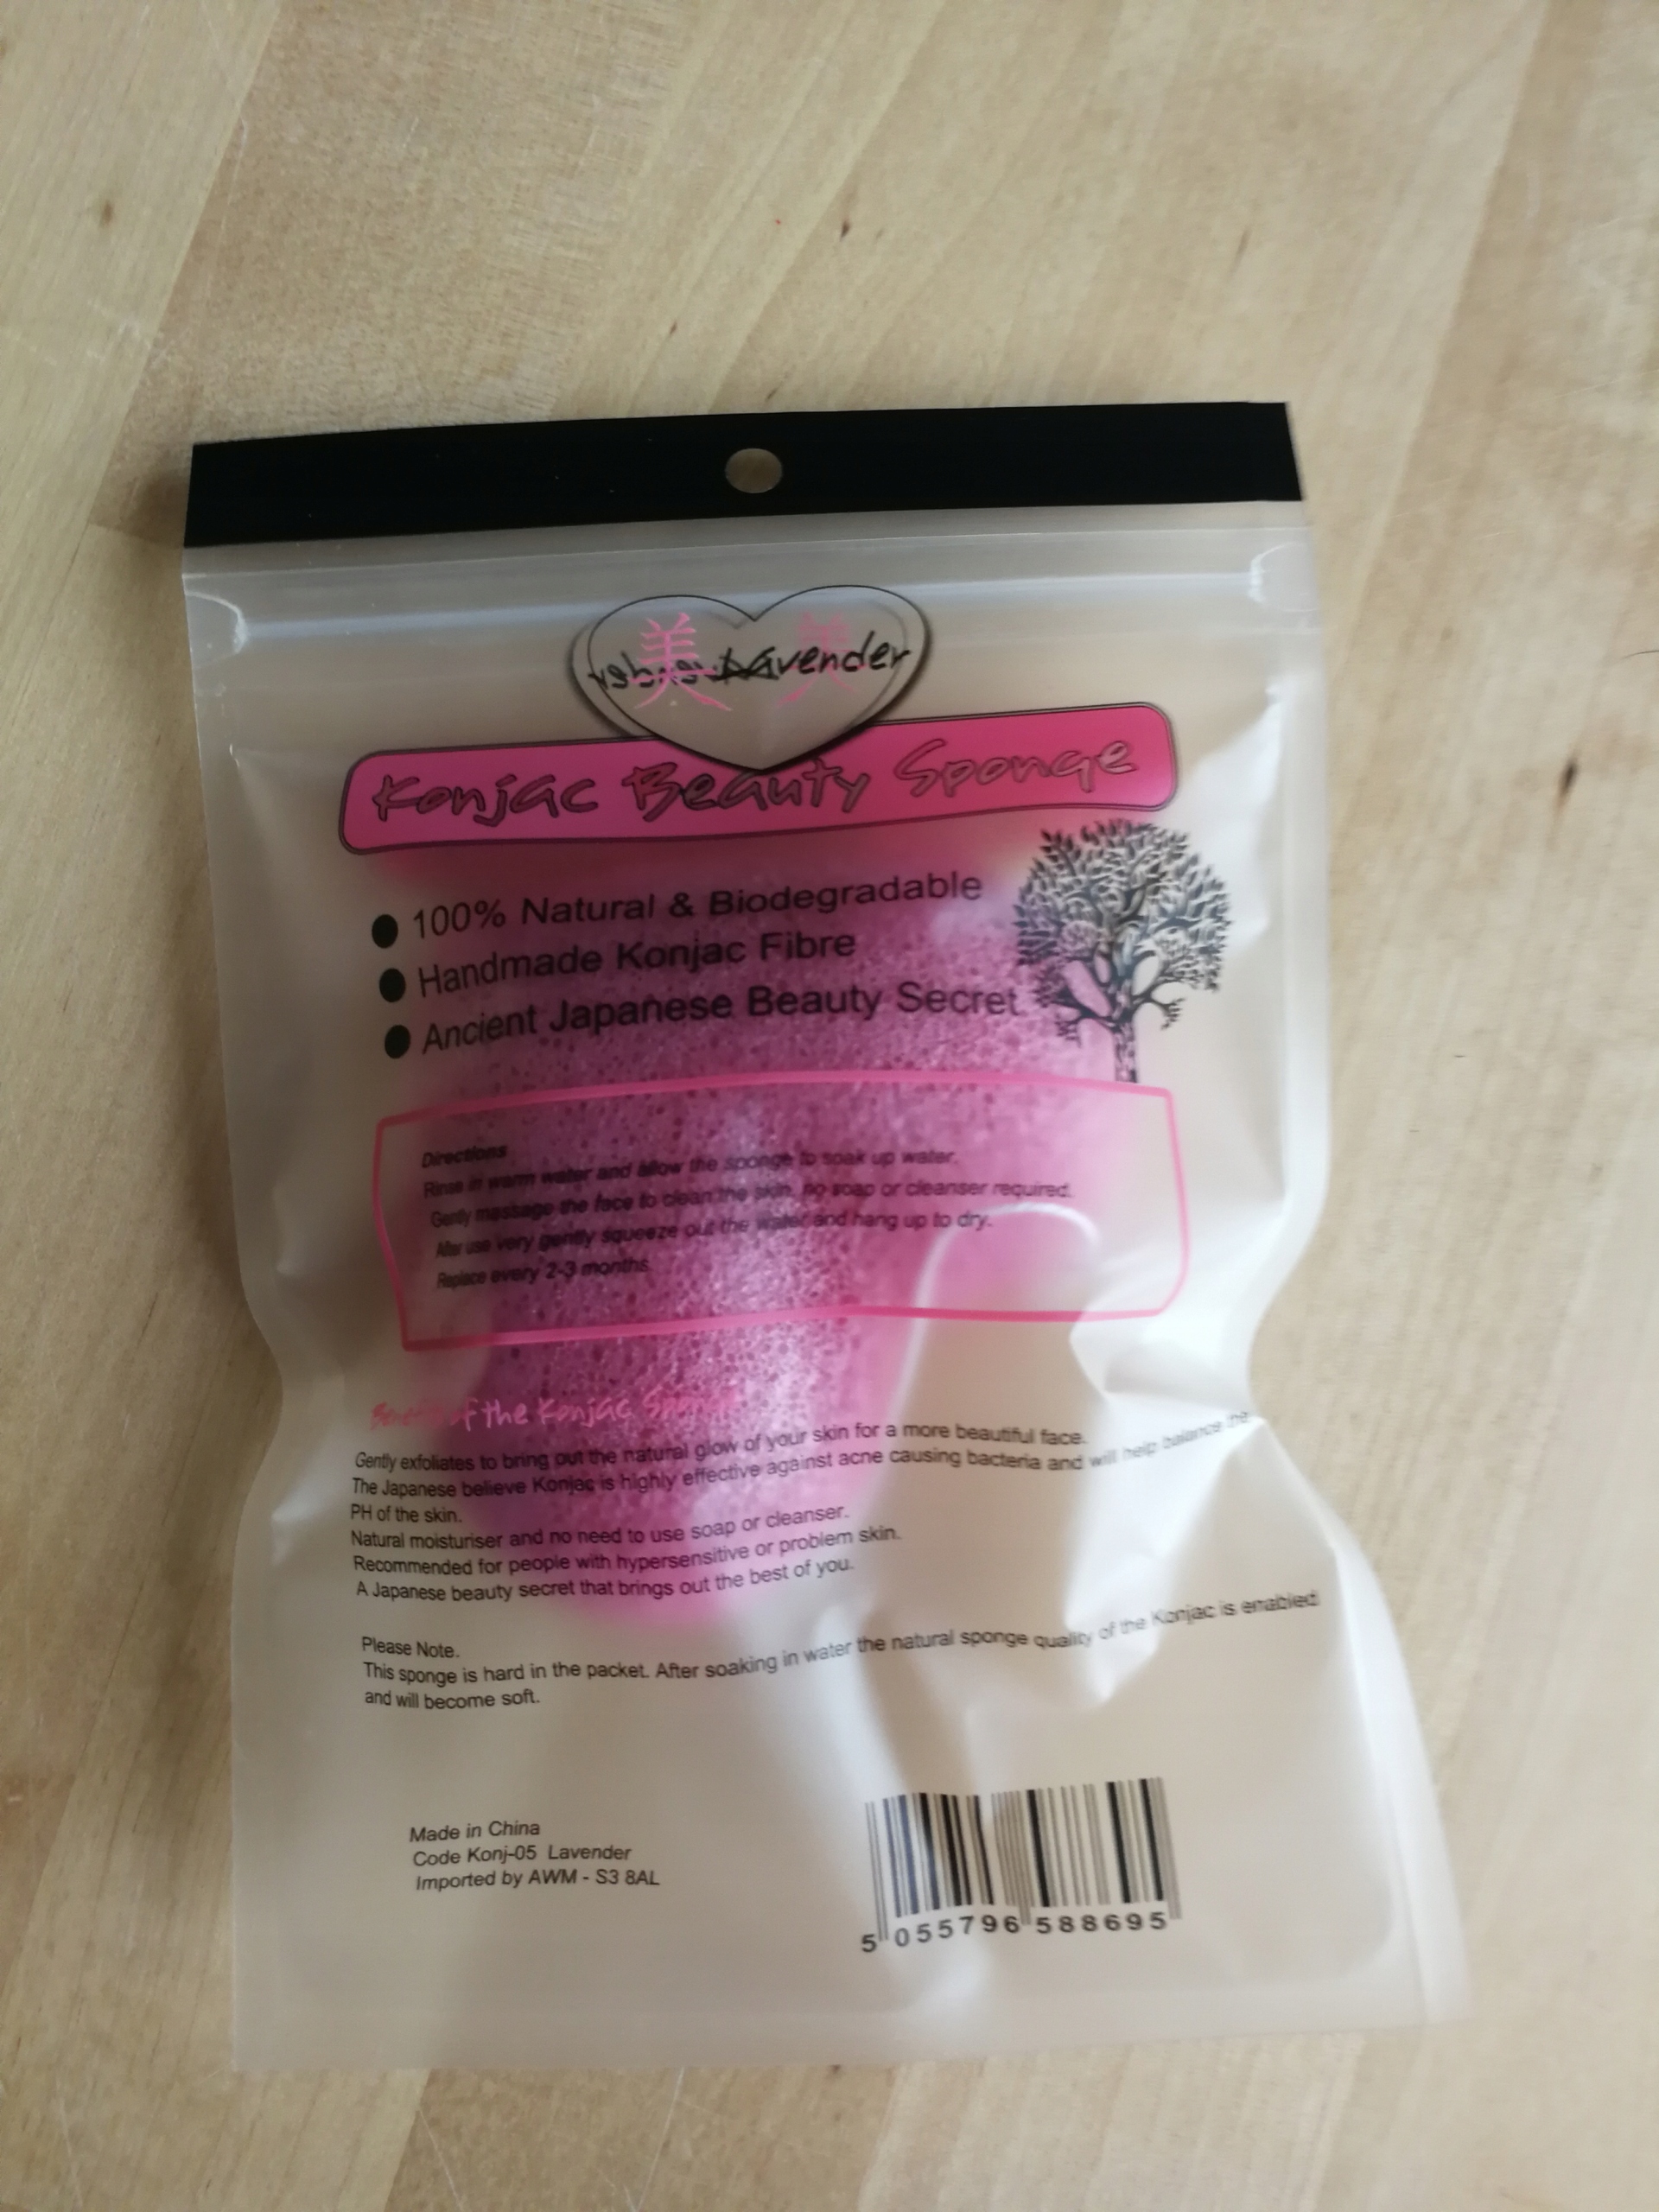 美 美
Lavender
Konjac Beauty Sponge
100% Natural & Biodegradable
Handmade Konjac Fibre
Ancient Japanese Beauty Secret
Directions
Rinse in warm water and allow the sponge to soak up water.
Gently massage the face to clean the skin, no soap or cleanser required.
After use very gently squeeze out the water and hang up to dry.
Replace every 2-3 months.
Benefits of the Konjac Sponge
Gently exfoliates to bring out the natural glow of your skin for a more beautiful face.
The Japanese believe Konjac is highly effective against acne causing bacteria and will help balance the
PH of the skin.
Natural moisturiser and no need to use soap or cleanser.
Recommended for people with hypersensitive or problem skin.
A Japanese beauty secret that brings out the best of you.
Please Note.
This sponge is hard in the packet. After soaking in water the natural sponge quality of the Konjac is enabled
and will become soft.
Made in China
Code Konj-05 Lavender
Imported by AWM - S3 8AL
5 055796 588695